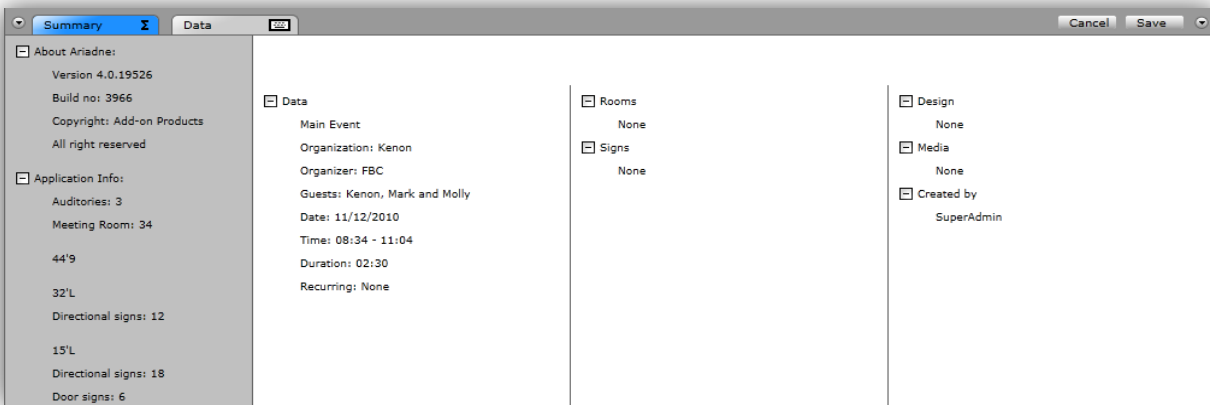 Summary Σ
Data
Cancel
Save
About Ariadne:
Version 4.0.19526
Build no: 3966
Copyright: Add-on Products
All right reserved
Application Info:
Auditories: 3
Meeting Room: 34
44'9
32'L
Directional signs: 12
15'L
Directional signs: 18
Door signs: 6
Data
Main Event
Organization: Kenon
Organizer: FBC
Guests: Kenon, Mark and Molly
Date: 11/12/2010
Time: 08:34 - 11:04
Duration: 02:30
Recurring: None
Rooms
None
Signs
None
Design
None
Media
None
Created by
SuperAdmin